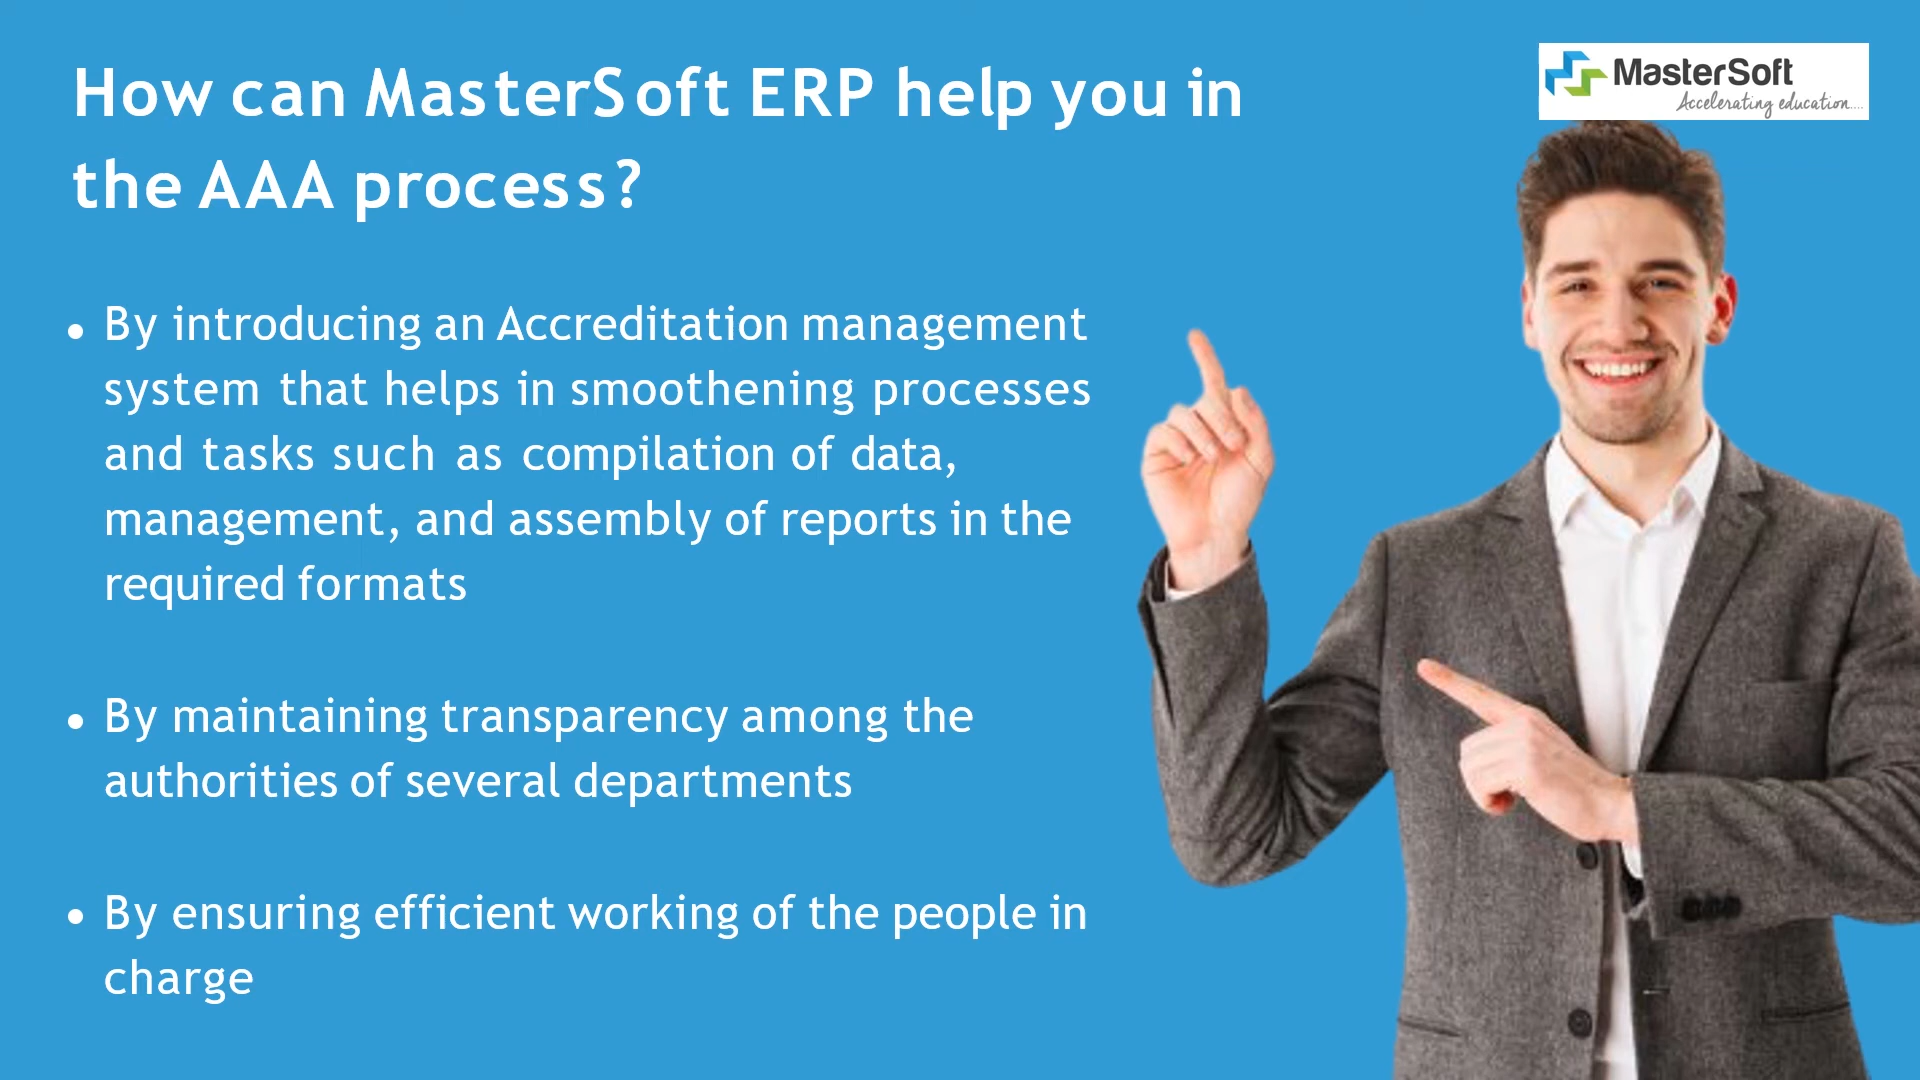 MasterSoft
Accelerating education....
How can MasterSoft ERP help you in
the AAA process?
• By introducing an Accreditation management
system that helps in smoothening processes
and tasks such as compilation of data,
management, and assembly of reports in the
required formats
• By maintaining transparency among the
authorities of several departments
• By ensuring efficient working of the people in
charge